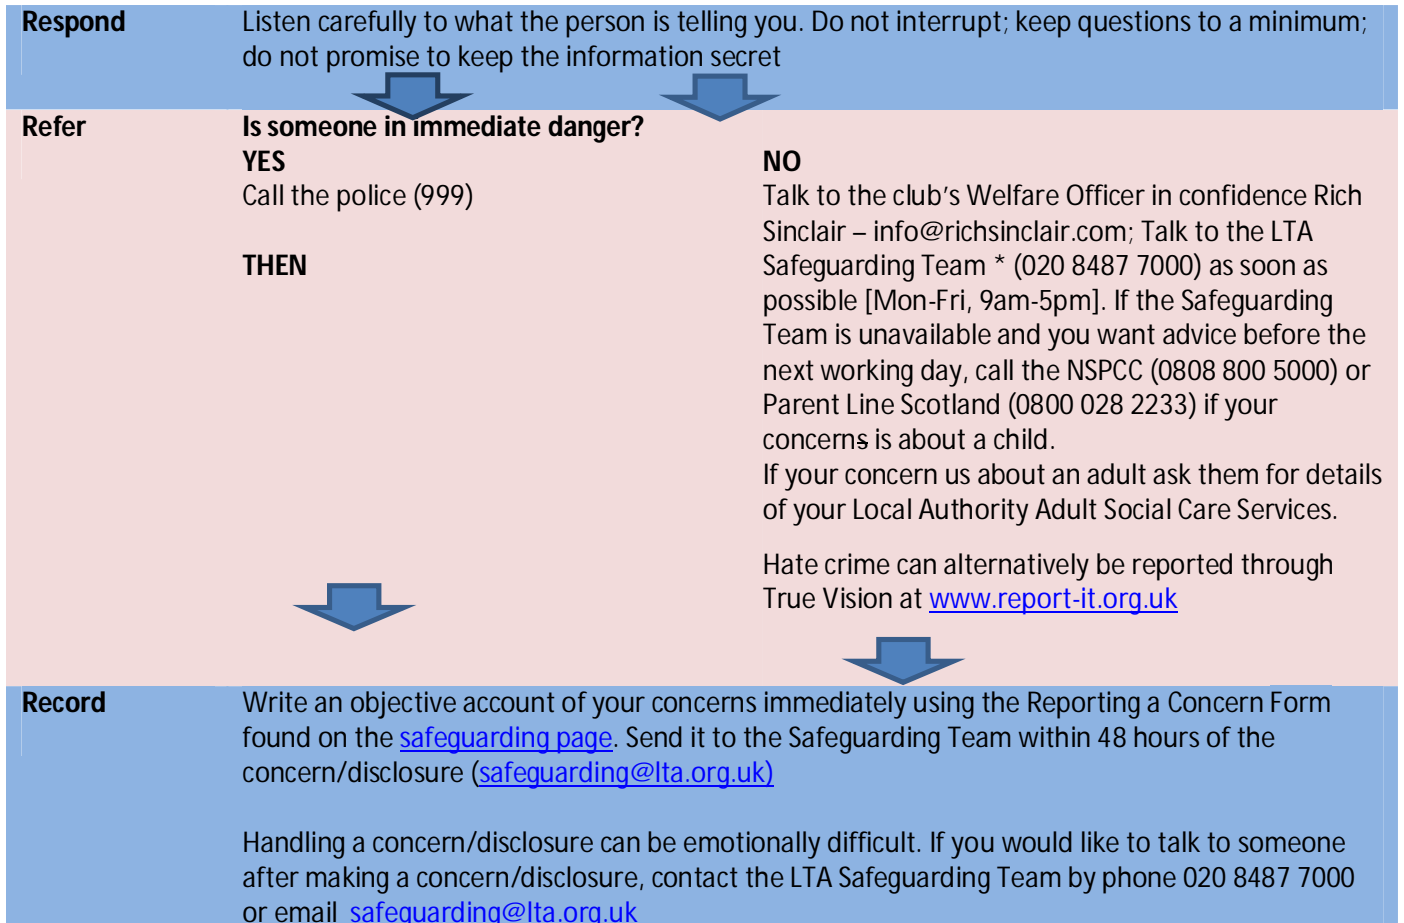 Respond
Listen carefully to what the person is telling you. Do not interrupt; keep questions to a minimum;
do not promise to keep the information secret
Refer
Is someone in immediate danger?
YES
Call the police (999)
THEN
NO
Talk to the club's Welfare Officer in confidence Rich
Sinclair – info@richsinclair.com; Talk to the LTA
Safeguarding Team * (020 8487 7000) as soon as
possible [Mon-Fri, 9am-5pm]. If the Safeguarding
Team is unavailable and you want advice before the
next working day, call the NSPCC (0808 800 5000) or
Parent Line Scotland (0800 028 2233) if your
concerns is about a child.
If your concern us about an adult ask them for details
of your Local Authority Adult Social Care Services.
Hate crime can alternatively be reported through
True Vision at www.report-it.org.uk
Record
Write an objective account of your concerns immediately using the Reporting a Concern Form
found on the safeguarding page. Send it to the Safeguarding Team within 48 hours of the
concern/disclosure (safeguarding@lta.org.uk)
Handling a concern/disclosure can be emotionally difficult. If you would like to talk to someone
after making a concern/disclosure, contact the LTA Safeguarding Team by phone 020 8487 7000
or email safeguarding@lta.org.uk